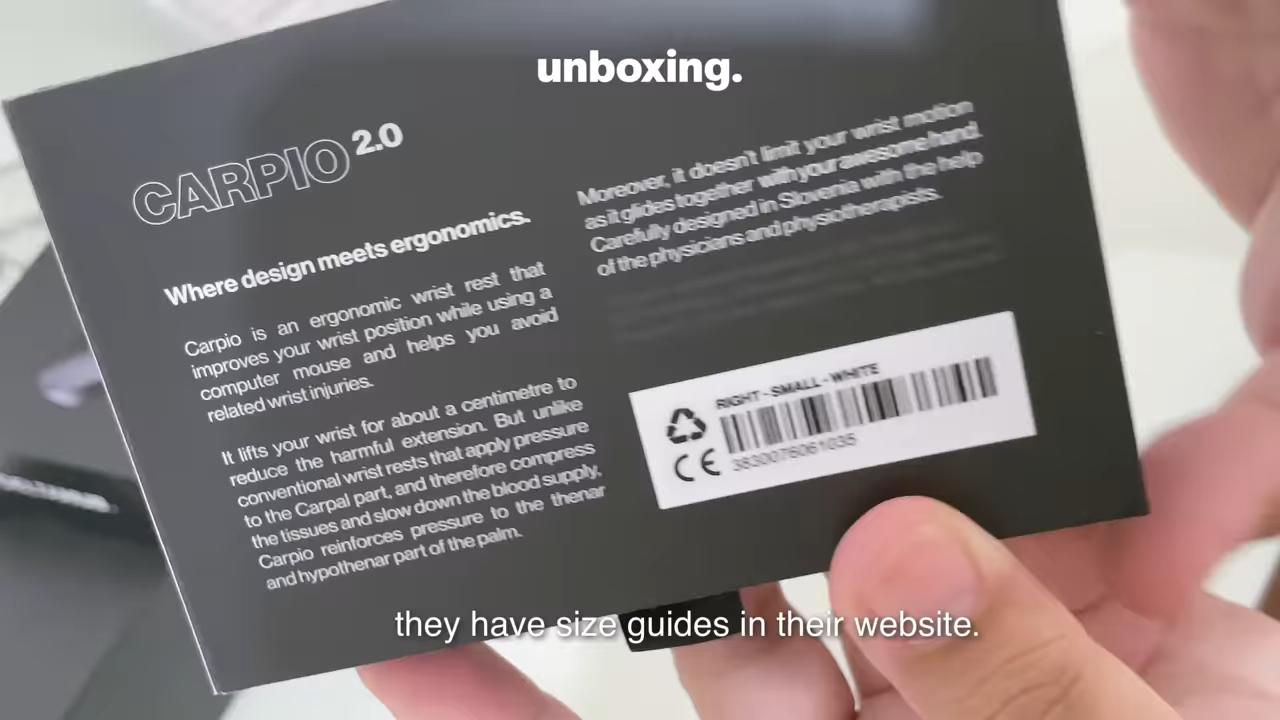 unboxing.
CARPIO 2.0
Where design meets ergonomics.
Carpio is an ergonomic wrist rest that
improves your wrist position while using a
computer mouse and helps you avoid
related wrist injuries.
It lifts your wrist for about a centimetre to
reduce the harmful extension. But unlike
conventional wrist rests that apply pressure
to the Carpal part, and therefore compress
the tissues and slow down the blood supply,
Carpio reinforces pressure to the thenar
and hypothenar part of the palm.
Moreover, it doesn't limit your wrist motion
as it glides together with your awesome hand.
Carefully designed in Slovenia with the help
of the physicians and physiotherapists.
RIGHT - SMALL - WHITE
CE
3830076061035
they have size guides in their website.